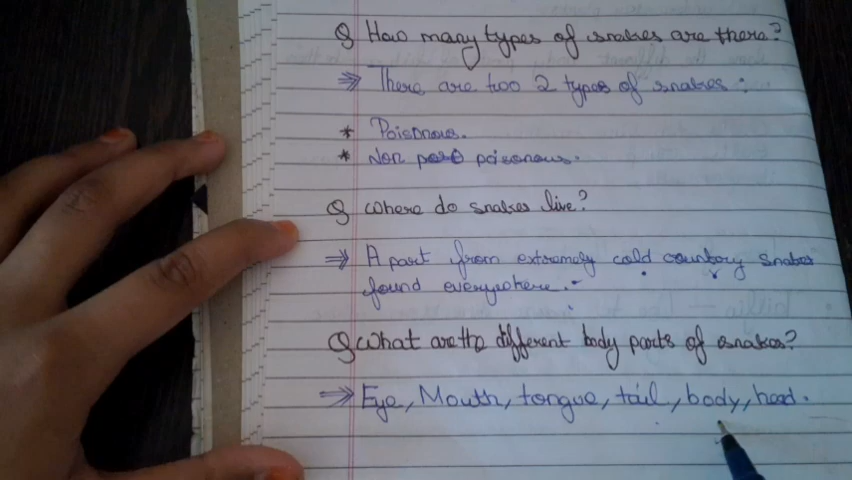 Q How many types of snakes are there?
⇒ There are too 2 types of snakes:
* Poisonous.
* Non poisonous.
Q Where do snakes live?
⇒ Apart from extremely cold country snakes
found everywhere.-
Q What are the different body parts of snakes?
⇒ Eye, Mouth, tongue, tail, body, head.